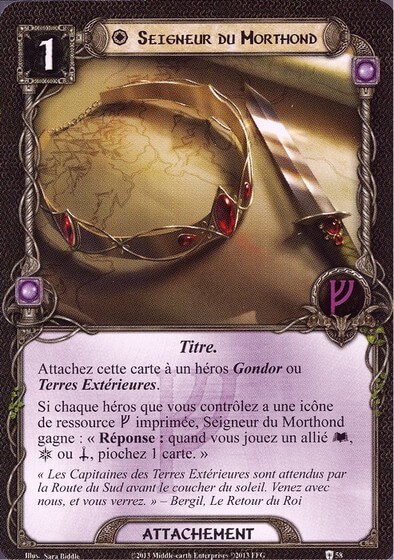 1
Seigneur du Morthond
Titre.
Attachez cette carte à un héros Gondor ou
Terres Extérieures.
Si chaque héros que vous contrôlez a une icône
de ressource imprimée, Seigneur du Morthond
gagne : « Réponse : quand vous jouez un allié ,
ou , piochez 1 carte. »
« Les Capitaines des Terres Extérieures sont attendus par
la Route du Sud avant le coucher du soleil. Venez avec
nous, et vous verrez. » – Bergil, Le Retour du Roi
Attachement
Illus. Sara Biddle ©2013 Middle-earth Enterprises ©2013 FFG 58